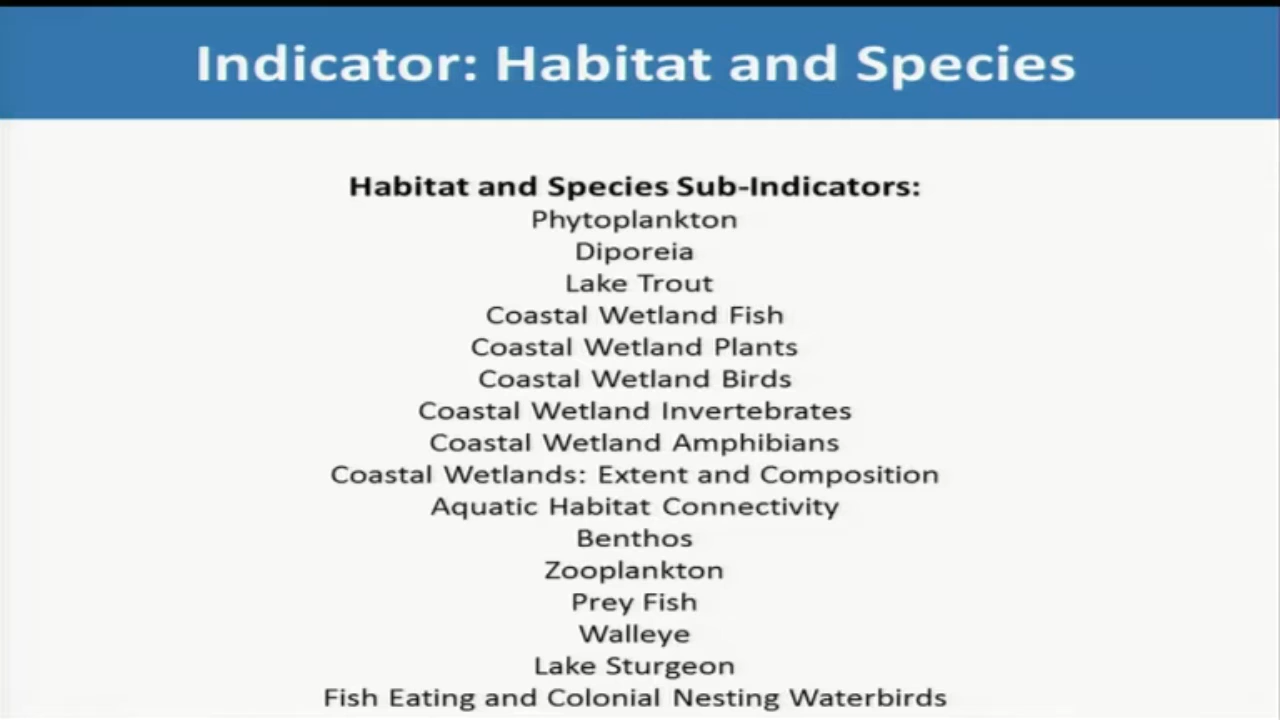 Indicator: Habitat and Species
Habitat and Species Sub-Indicators:
Phytoplankton
Diporeia
Lake Trout
Coastal Wetland Fish
Coastal Wetland Plants
Coastal Wetland Birds
Coastal Wetland Invertebrates
Coastal Wetland Amphibians
Coastal Wetlands: Extent and Composition
Aquatic Habitat Connectivity
Benthos
Zooplankton
Prey Fish
Walleye
Lake Sturgeon
Fish Eating and Colonial Nesting Waterbirds